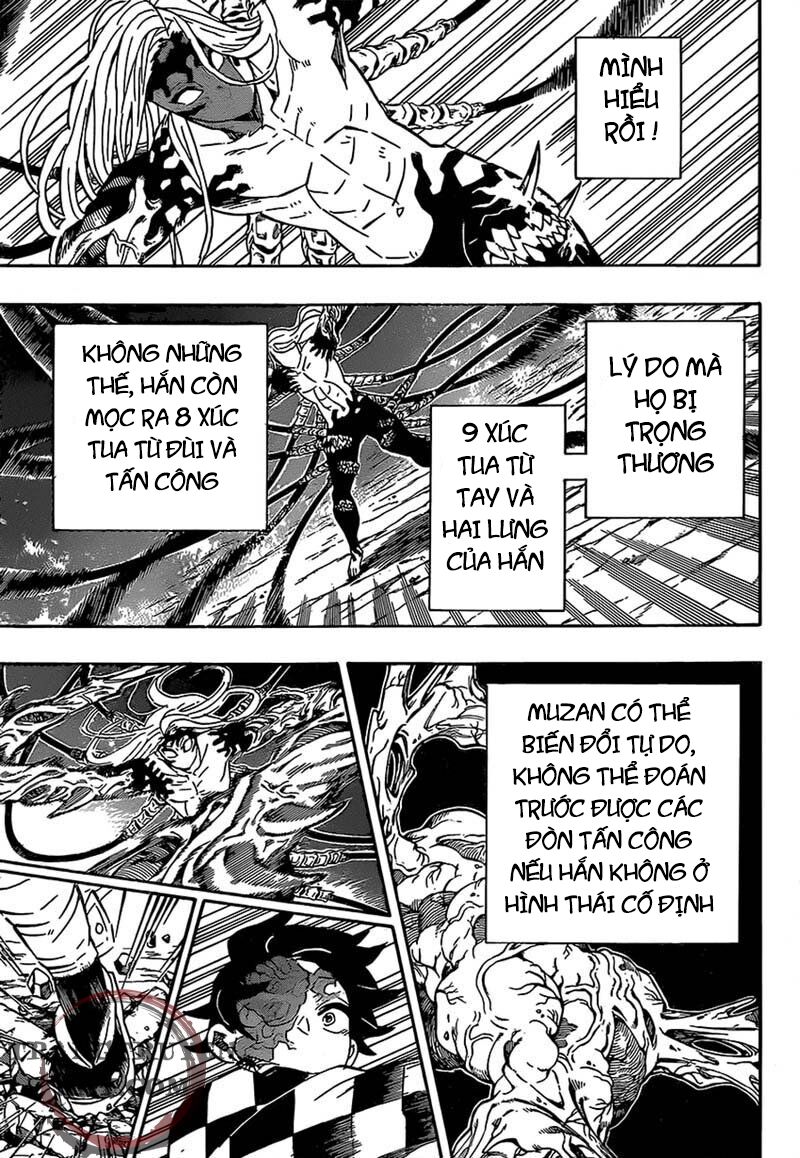 MÌNH
HIỂU
RỒI !
LÝ DO MÀ
HỌ BỊ
TRỌNG
THƯƠNG
9 XÚC
TUA TỪ
TAY VÀ
HAI LƯNG
CỦA HẮN
KHÔNG NHỮNG
THẾ, HẮN CÒN
MỌC RA 8 XÚC
TUA TỪ ĐÙI VÀ
TẤN CÔNG
MUZAN CÓ THỂ
BIẾN ĐỔI TỰ DO,
KHÔNG THỂ ĐOÁN
TRƯỚC ĐƯỢC CÁC
ĐÒN TẤN CÔNG
NẾU HẮN KHÔNG Ở
HÌNH THÁI CỐ ĐỊNH